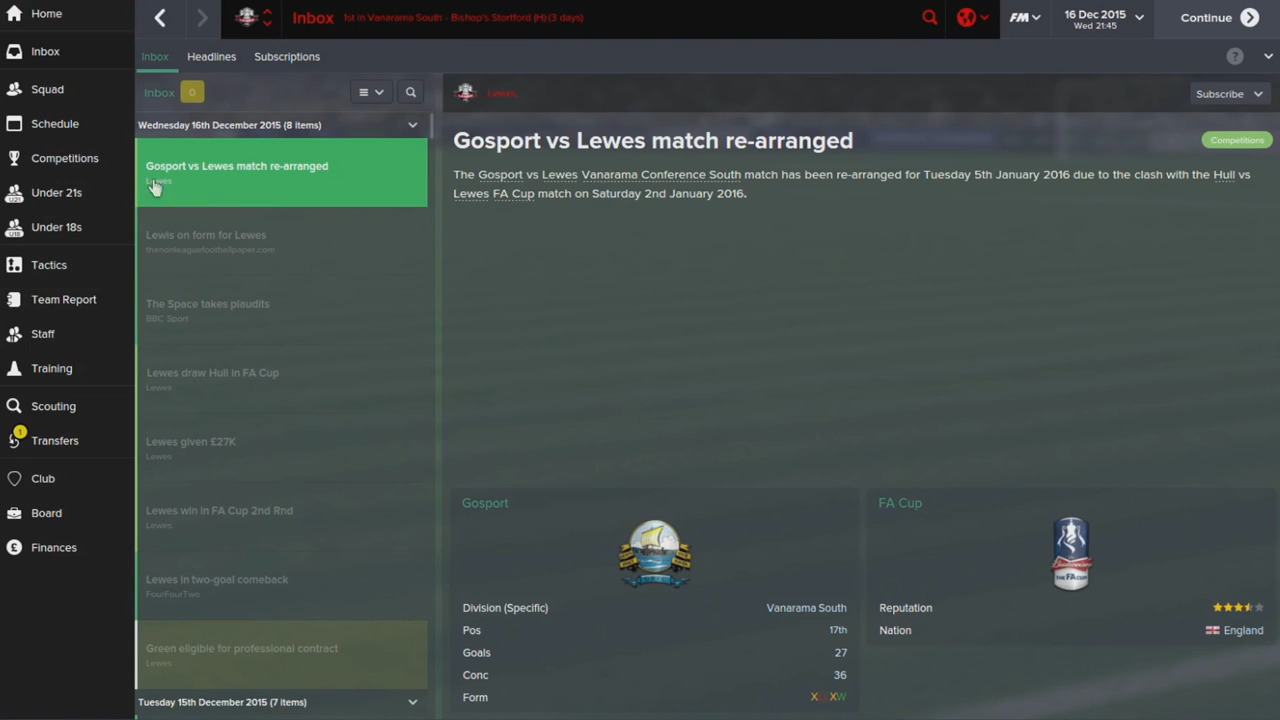 Home
Inbox
Squad
Schedule
Competitions
Under 21s
Under 18s
Tactics
Team Report
Staff
Training
Scouting
1
Transfers
Club
Board
Finances
Inbox
1st in Vanarama South - Bishop's Stortford (H) (3 days)
FM
16 Dec 2015
Wed 21:45
Continue
Inbox
Headlines
Subscriptions
?
Inbox
0
Wednesday 16th December 2015 (8 items)
Gosport vs Lewes match re-arranged
Lewes
Lewis on form for Lewes
thenonleaguefootballpaper.com
The Space takes plaudits
BBC Sport
Lewes draw Hull in FA Cup
Lewes
Lewes given £27K
Lewes
Lewes win in FA Cup 2nd Rnd
Lewes
Lewes in two-goal comeback
FourFourTwo
Green eligible for professional contract
Lewes
Tuesday 15th December 2015 (7 items)
Lewes
Subscribe
Gosport vs Lewes match re-arranged
Competitions
The Gosport vs Lewes Vanarama Conference South match has been re-arranged for Tuesday 5th January 2016 due to the clash with the Hull vs
Lewes FA Cup match on Saturday 2nd January 2016.
Gosport
Division (Specific) Vanarama South
Pos 17th
Goals 27
Conc 36
Form
FA Cup
THE FA CUP
Reputation
Nation England